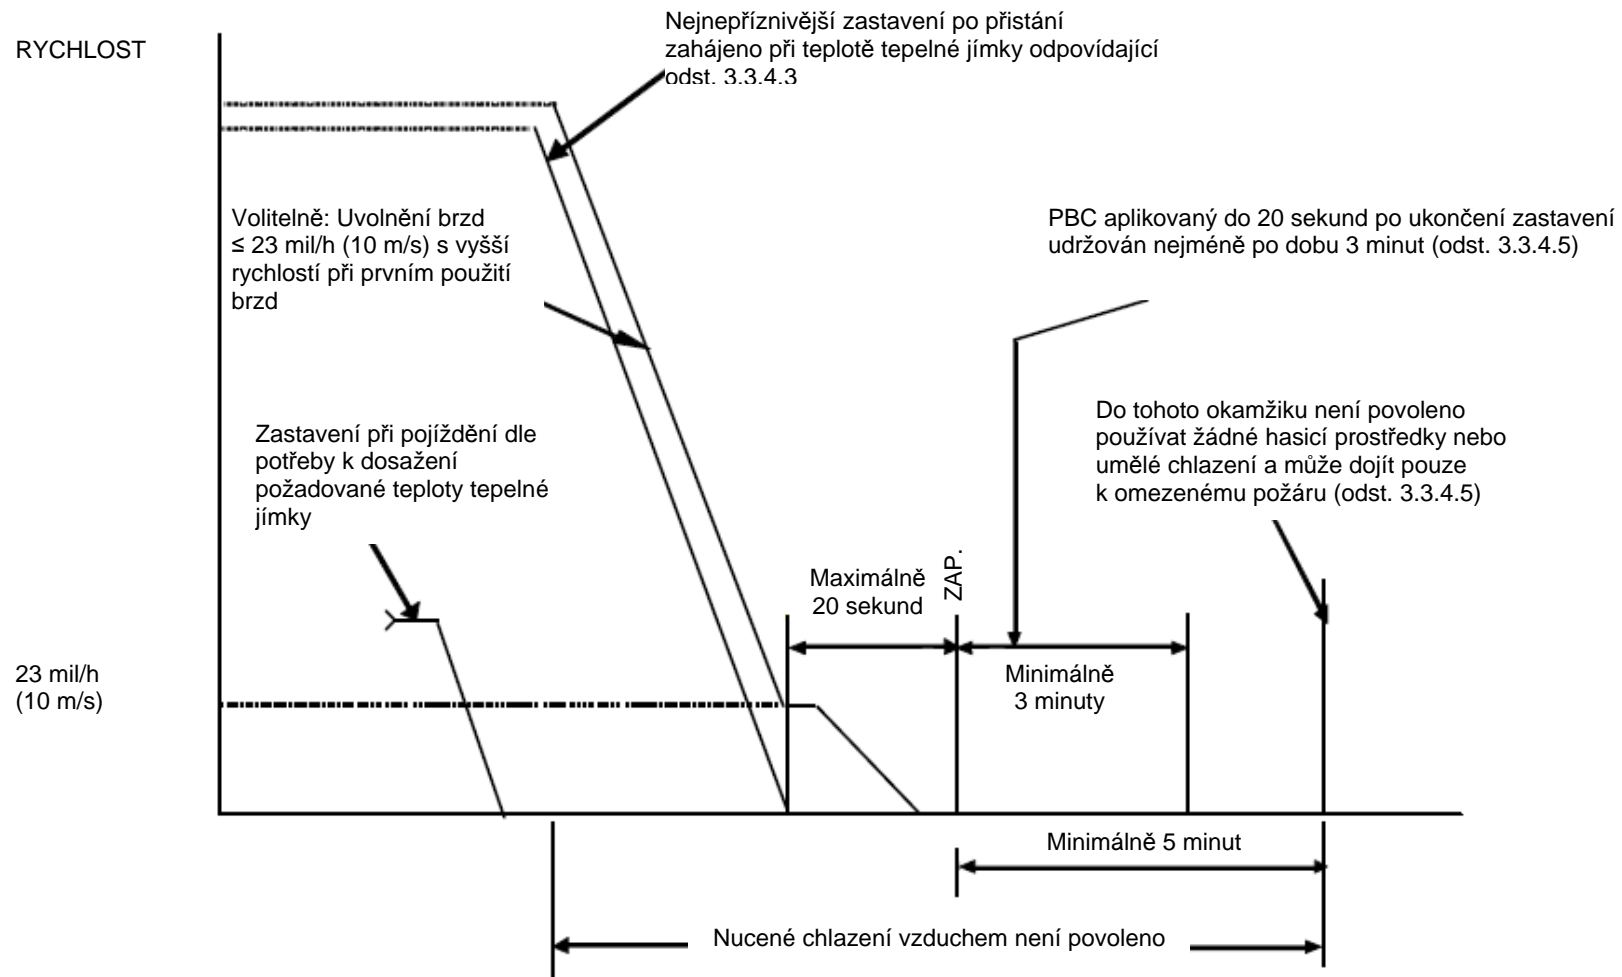 RYCHLOST
Nejnepříznivější zastavení po přistání
zahájeno při teplotě tepelné jímky odpovídající
odst. 3.3.4.3
Volitelně: Uvolnění brzd
≤ 23 mil/h (10 m/s) s vyšší
rychlostí při prvním použití
brzd
PBC aplikovaný do 20 sekund po ukončení zastavení
udržován nejméně po dobu 3 minut (odst. 3.3.4.5)
Zastavení při pojíždění dle
potřeby k dosažení
požadované teploty tepelné
jímky
Do tohoto okamžiku není povoleno
používat žádné hasicí prostředky nebo
umělé chlazení a může dojít pouze
k omezenému požáru (odst. 3.3.4.5)
Maximálně
20 sekund
ZAP.
23 mil/h
(10 m/s)
Minimálně
3 minuty
Minimálně 5 minut
Nucené chlazení vzduchem není povoleno